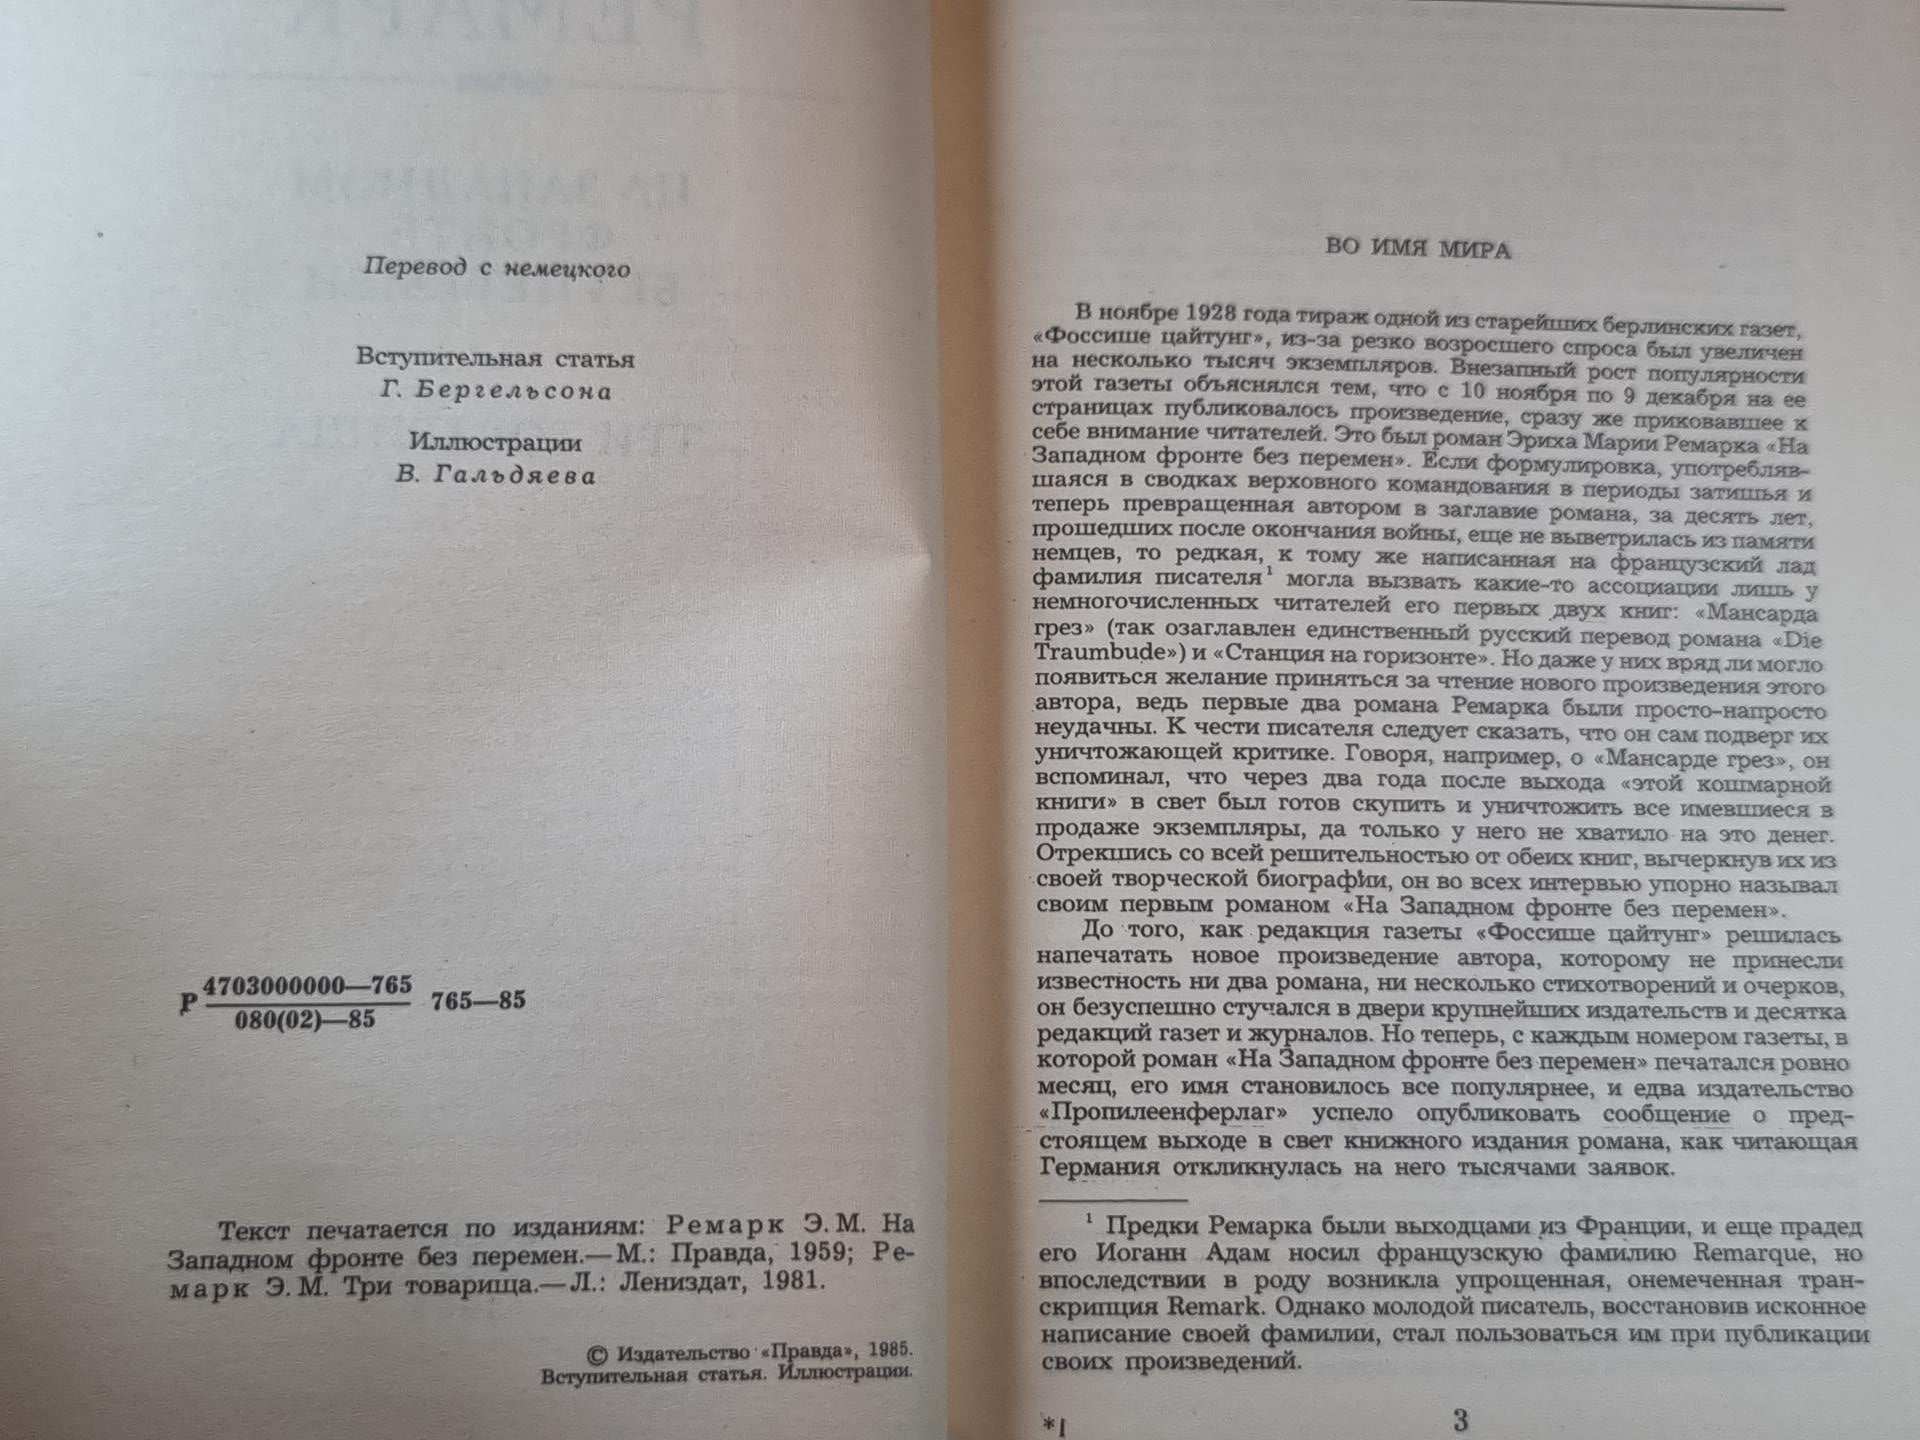 Перевод с немецкого
Вступительная статья
Г. Бергельсона
Иллюстрации
В. Гальдяева
Р 4703000000—765 765—85
080(02)—85
Текст печатается по изданиям: Ремарк Э. М. На
Западном фронте без перемен.— М.: Правда, 1959; Ре-
марк Э. М. Три товарища.— Л.: Лениздат, 1981.
© Издательство «Правда», 1985.
Вступительная статья. Иллюстрации.
ВО ИМЯ МИРА
В ноябре 1928 года тираж одной из старейших берлинских газет,
«Фоссише цайтунг», из-за резко возросшего спроса был увеличен
на несколько тысяч экземпляров. Внезапный рост популярности
этой газеты объяснялся тем, что с 10 ноября по 9 декабря на ее
страницах публиковалось произведение, сразу же приковавшее к
себе внимание читателей. Это был роман Эриха Марии Ремарка «На
Западном фронте без перемен». Если формулировка, употребляв-
шаяся в сводках верховного командования в периоды затишья и
теперь превращенная автором в заглавие романа, за десять лет,
прошедших после окончания войны, еще не выветрилась из памяти
немцев, то редкая, к тому же написанная на французский лад
фамилия писателя¹ могла вызвать какие-то ассоциации лишь у
немногочисленных читателей его первых двух книг: «Мансарда
грез» (так озаглавлен единственный русский перевод романа «Die
Traumbude») и «Станция на горизонте». Но даже у них вряд ли могло
появиться желание приняться за чтение нового произведения этого
автора, ведь первые два романа Ремарка были просто-напросто
неудачны. К чести писателя следует сказать, что он сам подверг их
уничтожающей критике. Говоря, например, о «Мансарде грез», он
вспоминал, что через два года после выхода «этой кошмарной
книги» в свет был готов скупить и уничтожить все имевшиеся в
продаже экземпляры, да только у него не хватило на это денег.
Отрекшись со всей решительностью от обеих книг, вычеркнув их из
своей творческой биографии, он во всех интервью упорно называл
своим первым романом «На Западном фронте без перемен».
До того, как редакция газеты «Фоссише цайтунг» решилась
напечатать новое произведение автора, которому не принесли
известность ни два романа, ни несколько стихотворений и очерков,
он безуспешно стучался в двери крупнейших издательств и десятка
редакций газет и журналов. Но теперь, с каждым номером газеты, в
которой роман «На Западном фронте без перемен» печатался ровно
месяц, его имя становилось все популярнее, и едва издательство
«Пропилеенферлаг» успело опубликовать сообщение о пред-
стоящем выходе в свет книжного издания романа, как читающая
Германия откликнулась на него тысячами заявок.
¹ Предки Ремарка были выходцами из Франции, и еще прадед
его Иоганн Адам носил французскую фамилию Remarque, но
впоследствии в роду возникла упрощенная, онемеченная тран-
скрипция Remark. Однако молодой писатель, восстановив исконное
написание своей фамилии, стал пользоваться им при публикации
своих произведений.
*1 3